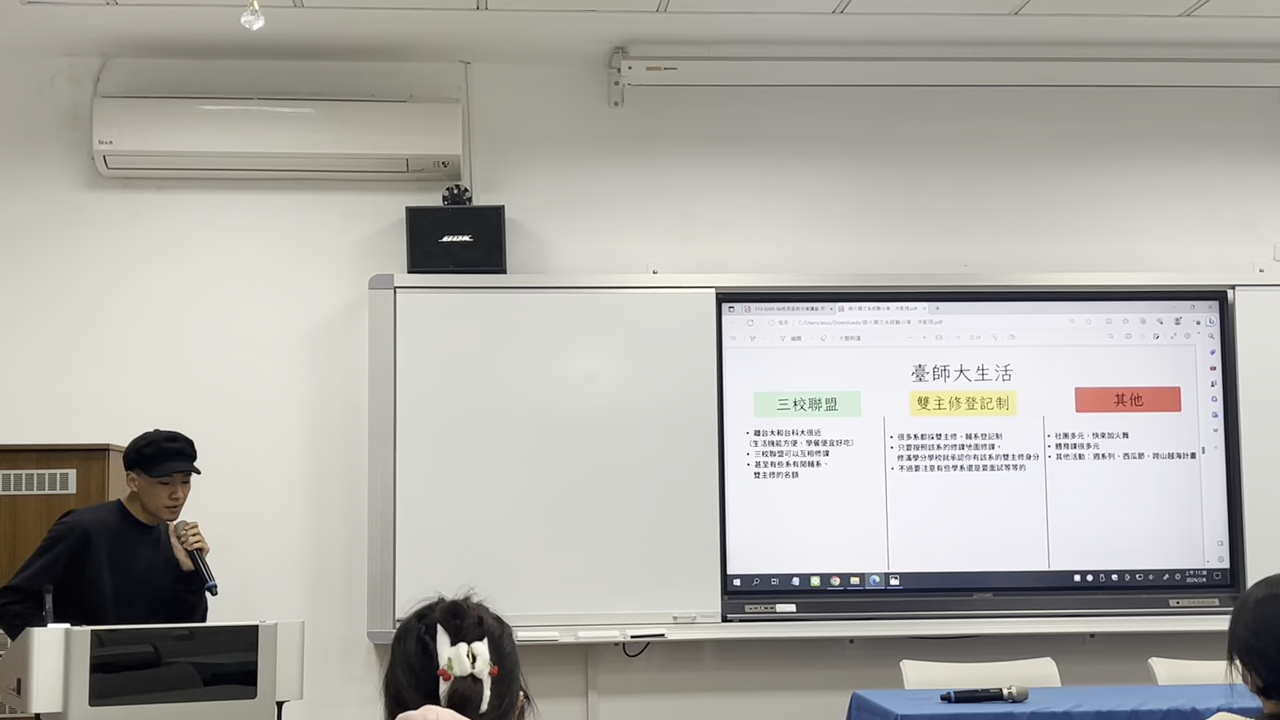 BDK
臺師大生活
三校聯盟
• 離台大和台科大很近
(生活機能方便、學餐便宜好吃)
• 三校聯盟可以互相修課
• 甚至有些系有開輔系、
雙主修的名額
雙主修登記制
• 很多系都採雙主修、輔系登記制
• 只要按照該系的修課地圖修課,
修滿學分學校就承認你有該系的雙主修身分
• 不過要注意有些學系還是要面試等等的
其他
• 社團多元,快來加火舞
• 體育課很多元
• 其他活動:週系列、西瓜節、跨山越海計畫
2024/2/6